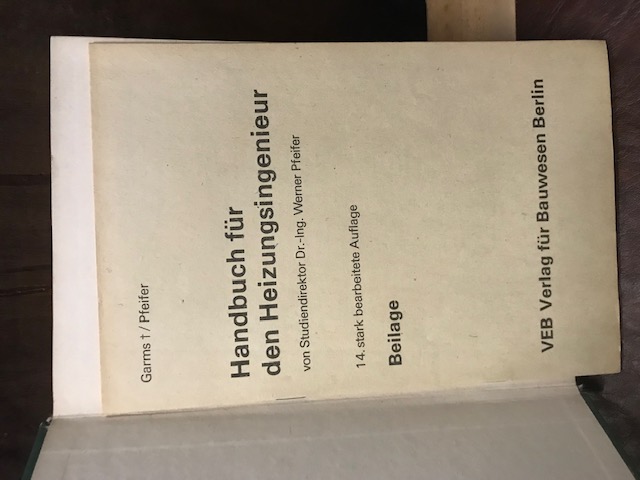 Garms † / Pfeifer
Handbuch für
den Heizungsingenieur
von Studiendirektor Dr.-Ing. Werner Pfeifer
14. stark bearbeitete Auflage
Beilage
VEB Verlag für Bauwesen Berlin